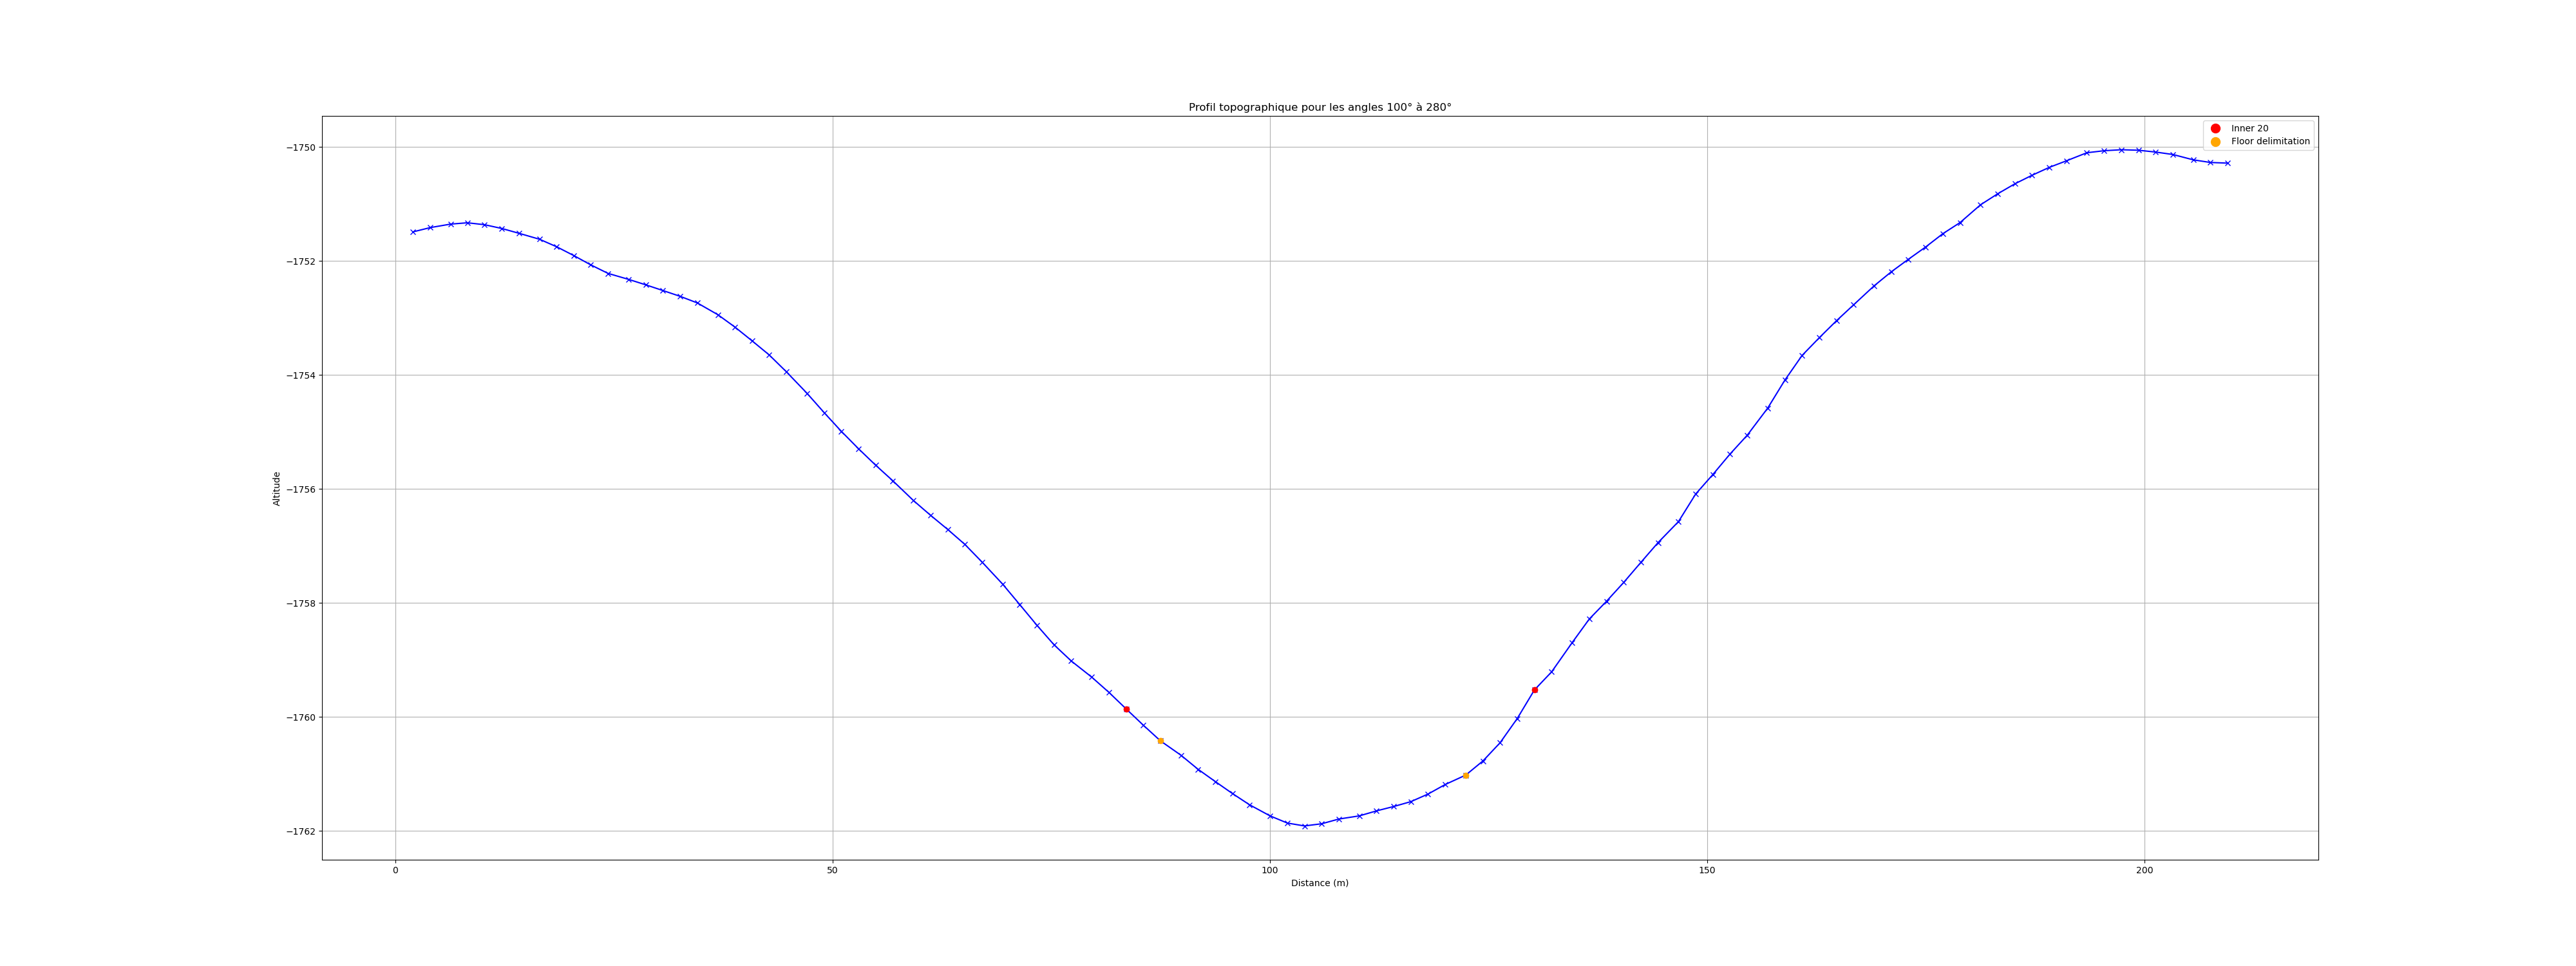 Profil topographique pour les angles 100° à 280°
Inner 20
Floor delimitation
−1750
−1752
−1754
−1756
−1758
−1760
−1762
Altitude
0
50
100
150
200
Distance (m)